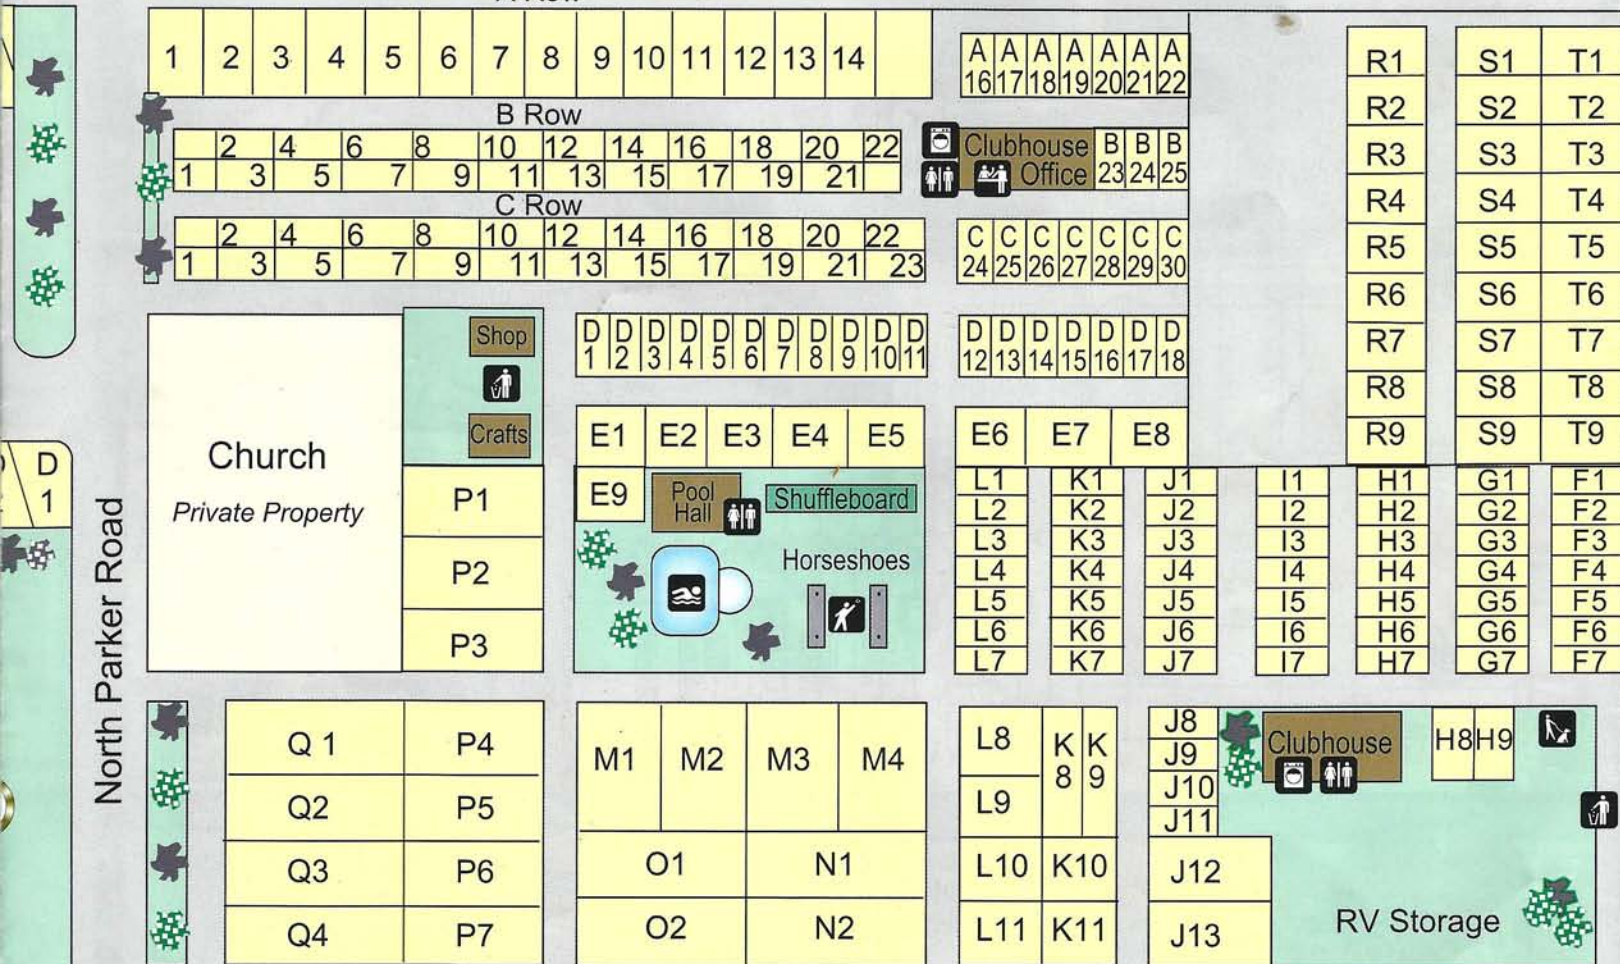 1 2 3 4 5 6 7 8 9 10 11 12 13 14
A A A A A A A
16 17 18 19 20 21 22
B Row
2 4 6 8 10 12 14 16 18 20 22
1 3 5 7 9 11 13 15 17 19 21
Clubhouse
Office
B B B
23 24 25
C Row
2 4 6 8 10 12 14 16 18 20 22
1 3 5 7 9 11 13 15 17 19 21 23
C C C C C C C
24 25 26 27 28 29 30
R1 S1 T1
R2 S2 T2
R3 S3 T3
R4 S4 T4
R5 S5 T5
R6 S6 T6
R7 S7 T7
R8 S8 T8
R9 S9 T9
Shop
Crafts
D D D D D D D D D D D
1 2 3 4 5 6 7 8 9 10 11
D D D D D D D
12 13 14 15 16 17 18
E1 E2 E3 E4 E5
E6 E7 E8
E9
Pool
Hall
Shuffleboard
Horseshoes
Church
Private Property
P1
P2
P3
D
1
North Parker Road
L1 K1 J1 I1 H1 G1 F1
L2 K2 J2 I2 H2 G2 F2
L3 K3 J3 I3 H3 G3 F3
L4 K4 J4 I4 H4 G4 F4
L5 K5 J5 I5 H5 G5 F5
L6 K6 J6 I6 H6 G6 F6
L7 K7 J7 I7 H7 G7 F7
Q 1 P4
Q2 P5
Q3 P6
Q4 P7
M1 M2 M3 M4
O1 N1
O2 N2
L8
L9
K K
8 9
L10 K10
L11 K11
J8
J9
J10
J11
J12
J13
Clubhouse
H8 H9
RV Storage